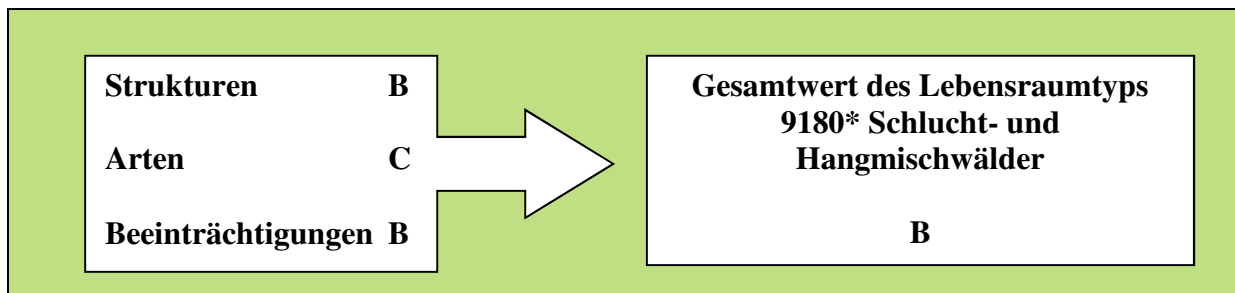 Strukturen B
Arten C
Beeinträchtigungen B
Gesamtwert des Lebensraumtyps
9180* Schlucht- und
Hangmischwälder
B